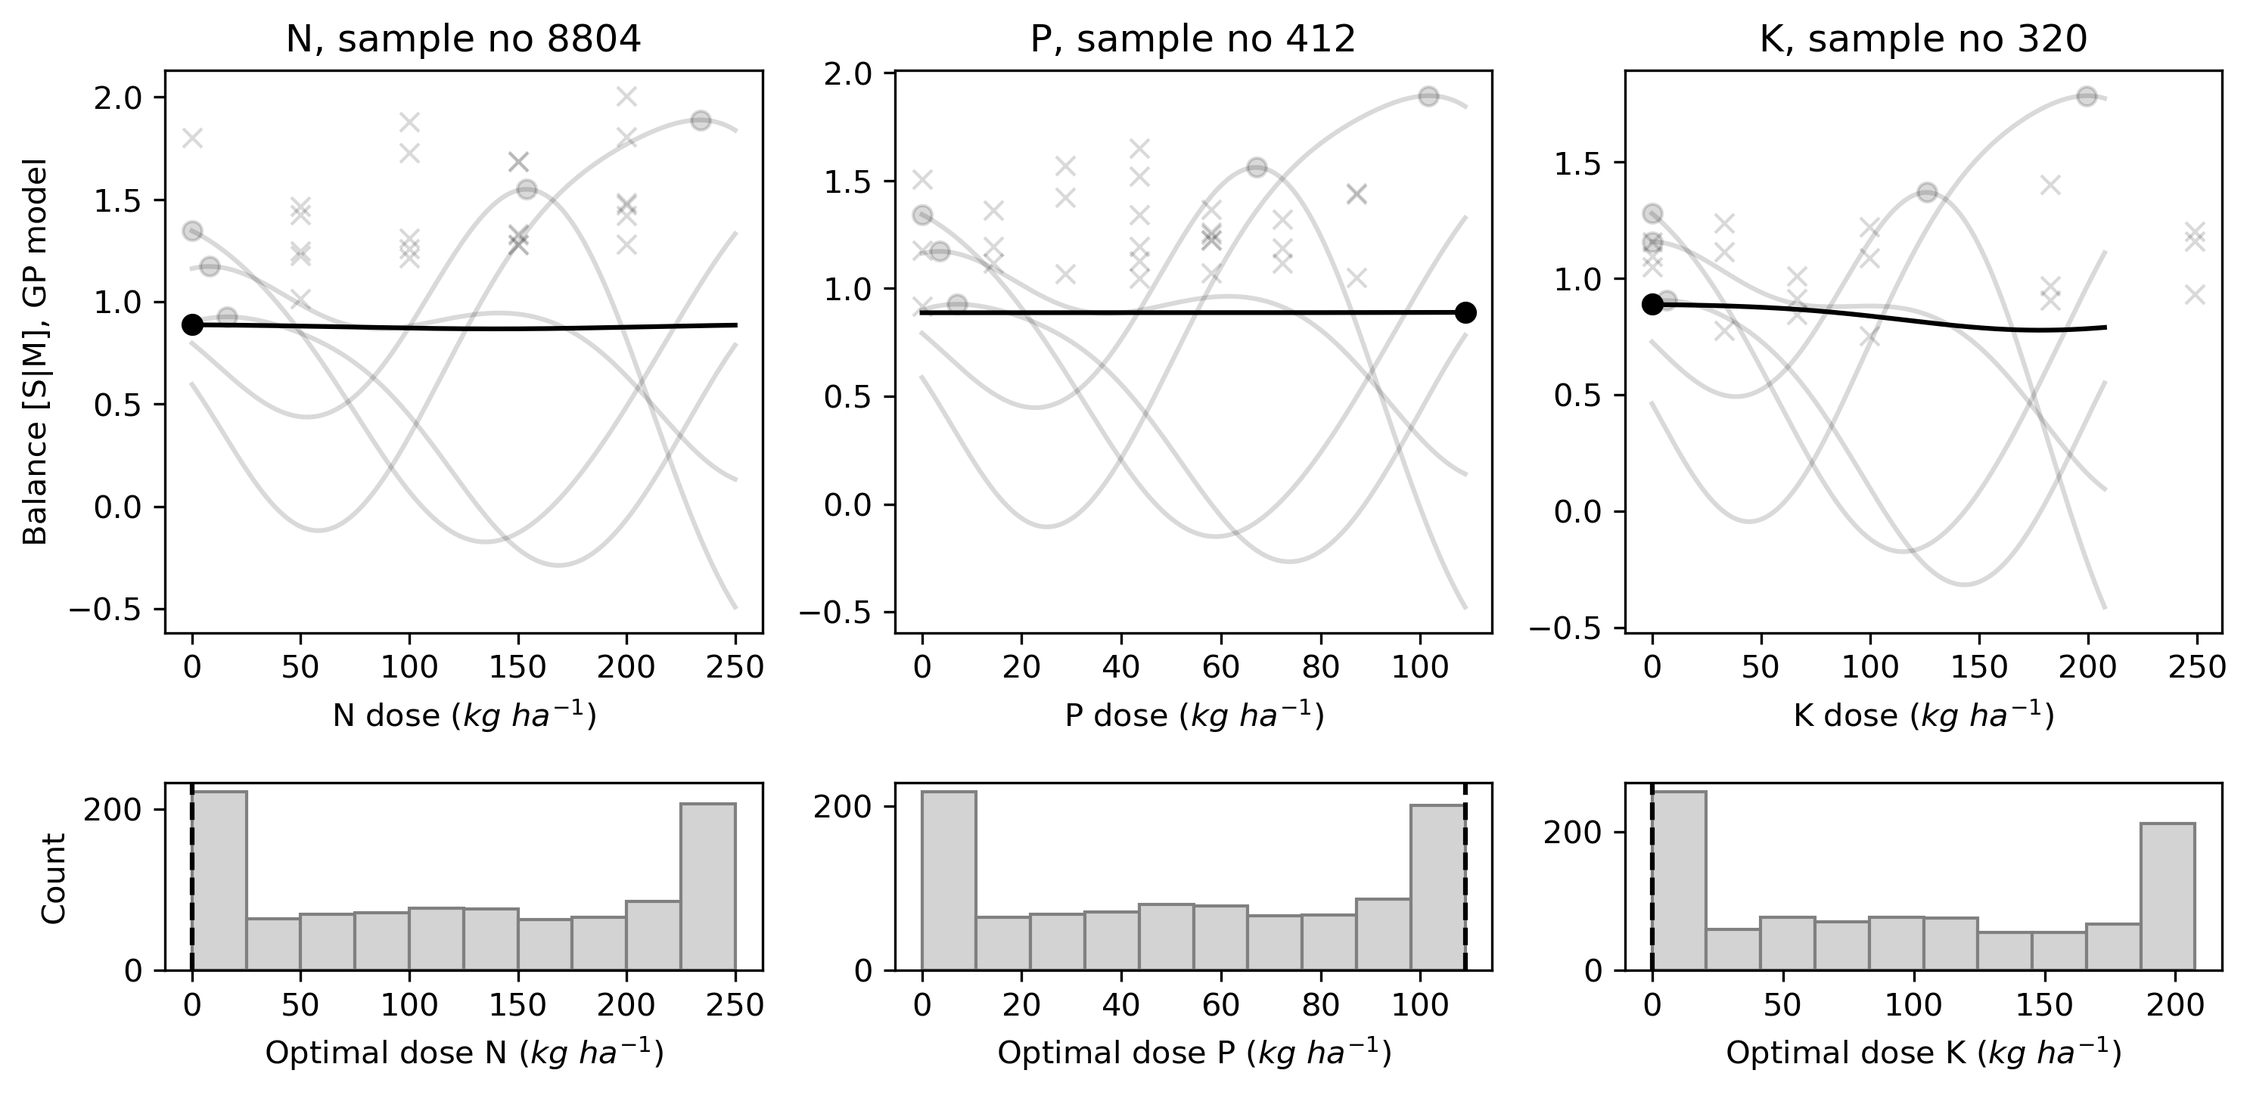 N, sample no 8804
P, sample no 412
K, sample no 320
Balance [S|M], GP model
2.0
1.5
1.0
0.5
0.0
−0.5
0 50 100 150 200 250
N dose (kg ha⁻¹)
2.0
1.5
1.0
0.5
0.0
−0.5
0 20 40 60 80 100
P dose (kg ha⁻¹)
1.5
1.0
0.5
0.0
−0.5
0 50 100 150 200 250
K dose (kg ha⁻¹)
Count
200
0
0 50 100 150 200 250
Optimal dose N (kg ha⁻¹)
200
0
0 20 40 60 80 100
Optimal dose P (kg ha⁻¹)
200
0
0 50 100 150 200
Optimal dose K (kg ha⁻¹)